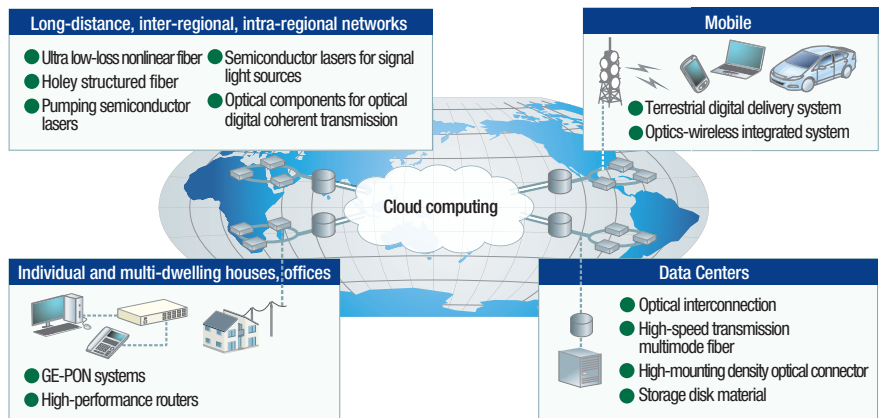 Long-distance, inter-regional, intra-regional networks
Ultra low-loss nonlinear fiber
Holey structured fiber
Pumping semiconductor
lasers
Semiconductor lasers for signal
light sources
Optical components for optical
digital coherent transmission
Mobile
Terrestrial digital delivery system
Optics-wireless integrated system
Cloud computing
Individual and multi-dwelling houses, offices
GE-PON systems
High-performance routers
Data Centers
Optical interconnection
High-speed transmission
multimode fiber
High-mounting density optical connector
Storage disk material